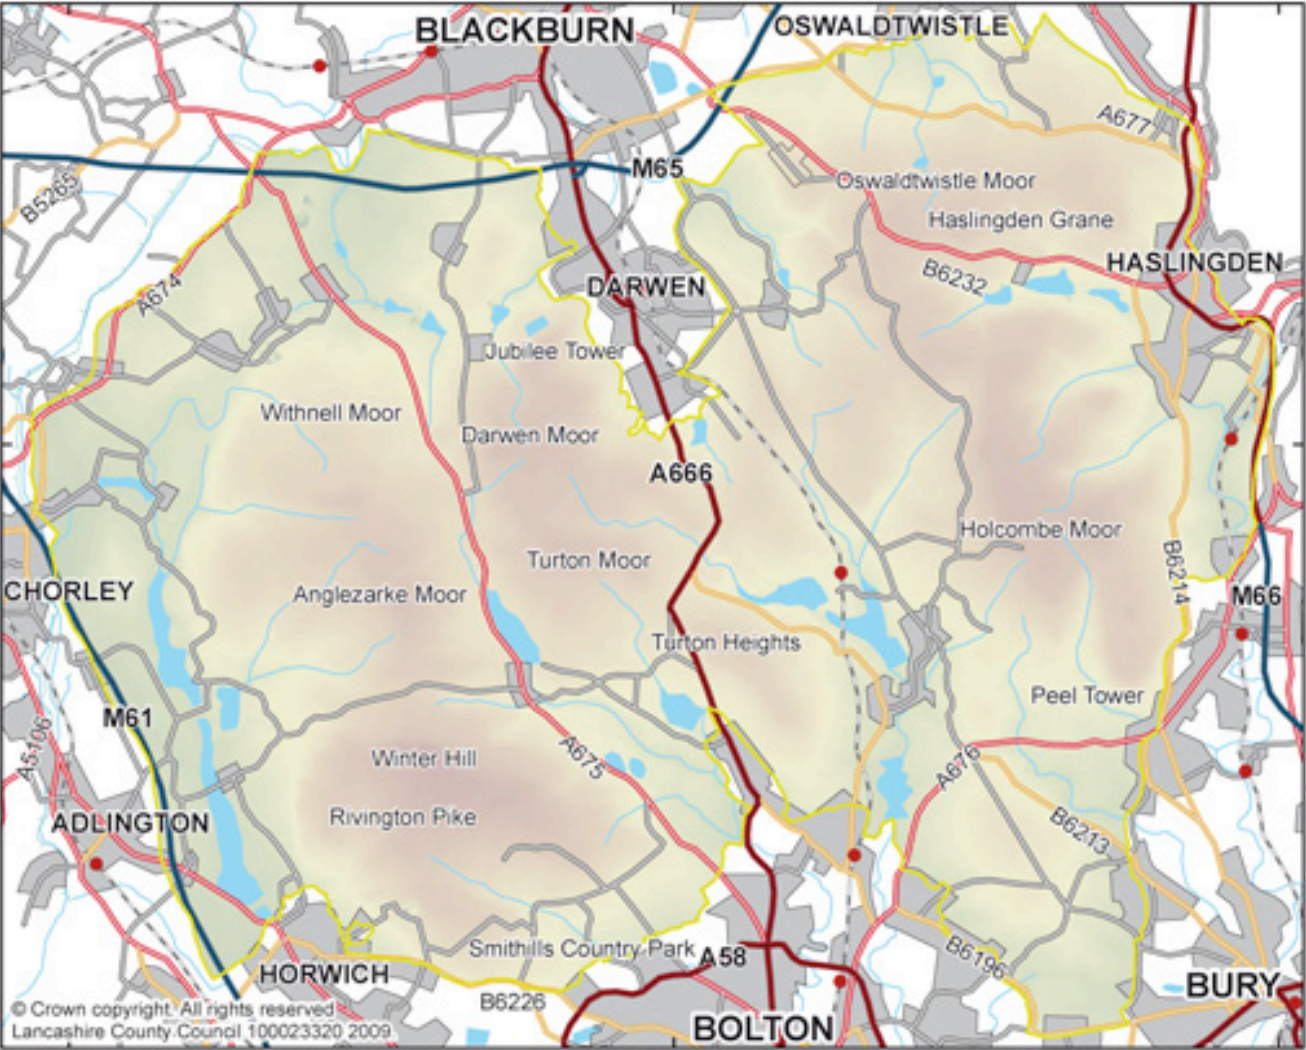 BLACKBURN
OSWALDTWISTLE
A677
M65
Oswaldtwistle Moor
B5265
Haslingden Grane
HASLINGDEN
B6232
DARWEN
A674
Jubilee Tower
Withnell Moor
Darwen Moor
A666
Holcombe Moor
Turton Moor
B6214
CHORLEY
Anglezarke Moor
M66
Turton Heights
Peel Tower
M61
A5106
Winter Hill
A675
A676
Rivington Pike
ADLINGTON
B6213
Smithills Country Park
A58
B6196
HORWICH
BURY
B6226
BOLTON
© Crown copyright. All rights reserved
Lancashire County Council 100023320 2009.